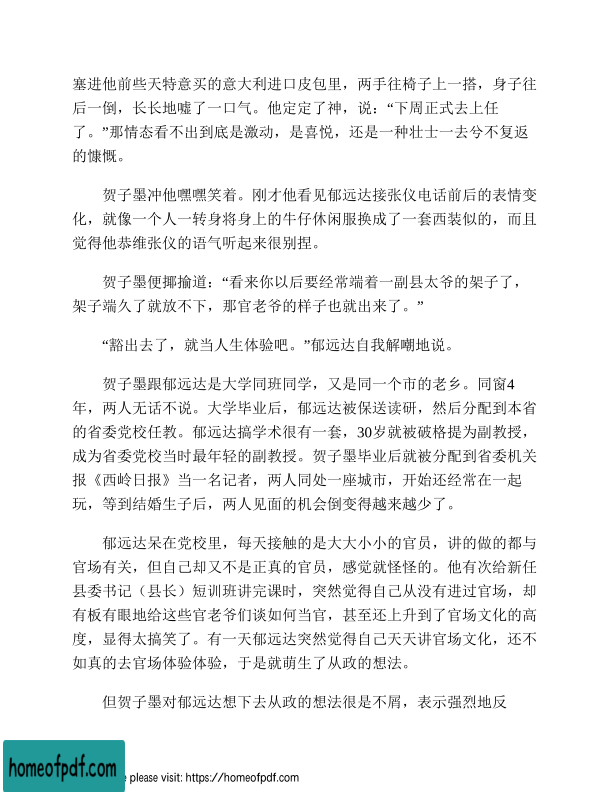 塞进他前些天特意买的意大利进口皮包里，两手往椅子上一搭，身子往
后一倒，长长地嘘了一口气。他定定了神，说：“下周正式去上任
了。”那情态看不出到底是激动，是喜悦，还是一种壮士一去兮不复返
的慷慨。
贺子墨冲他嘿嘿笑着。刚才他看见郁远达接张仪电话前后的表情变
化，就像一个人一转身将身上的牛仔休闲服换成了一套西装似的，而且
觉得他恭维张仪的语气听起来很别捏。
贺子墨便揶揄道：“看来你以后要经常端着一副县太爷的架子了，
架子端久了就放不下，那官老爷的样子也就出来了。”
“豁出去了，就当人生体验吧。”郁远达自我解嘲地说。
贺子墨跟郁远达是大学同班同学，又是同一个市的老乡。同窗4
年，两人无话不说。大学毕业后，郁远达被保送读研，然后分配到本省
的省委党校任教。郁远达搞学术很有一套，30岁就被破格提为副教授，
成为省委党校当时最年轻的副教授。贺子墨毕业后就被分配到省委机关
报《西岭日报》当一名记者，两人同处一座城市，开始还经常在一起
玩，等到结婚生子后，两人见面的机会倒变得越来越少了。
郁远达呆在党校里，每天接触的是大大小小的官员，讲的做的都与
官场有关，但自己却又不是正真的官员，感觉就怪怪的。他有次给新任
县委书记（县长）短训班讲完课时，突然觉得自己从没有进过官场，却
有板有眼地给这些官老爷们谈如何当官，甚至还上升到了官场文化的高
度，显得太搞笑了。有一天郁远达突然觉得自己天天讲官场文化，还不
如真的去官场体验体验，于是就萌生了从政的想法。
但贺子墨对郁远达想下去从政的想法很是不屑，表示强烈地反
homeofpdf.com
e please visit: https://homeofpdf.com